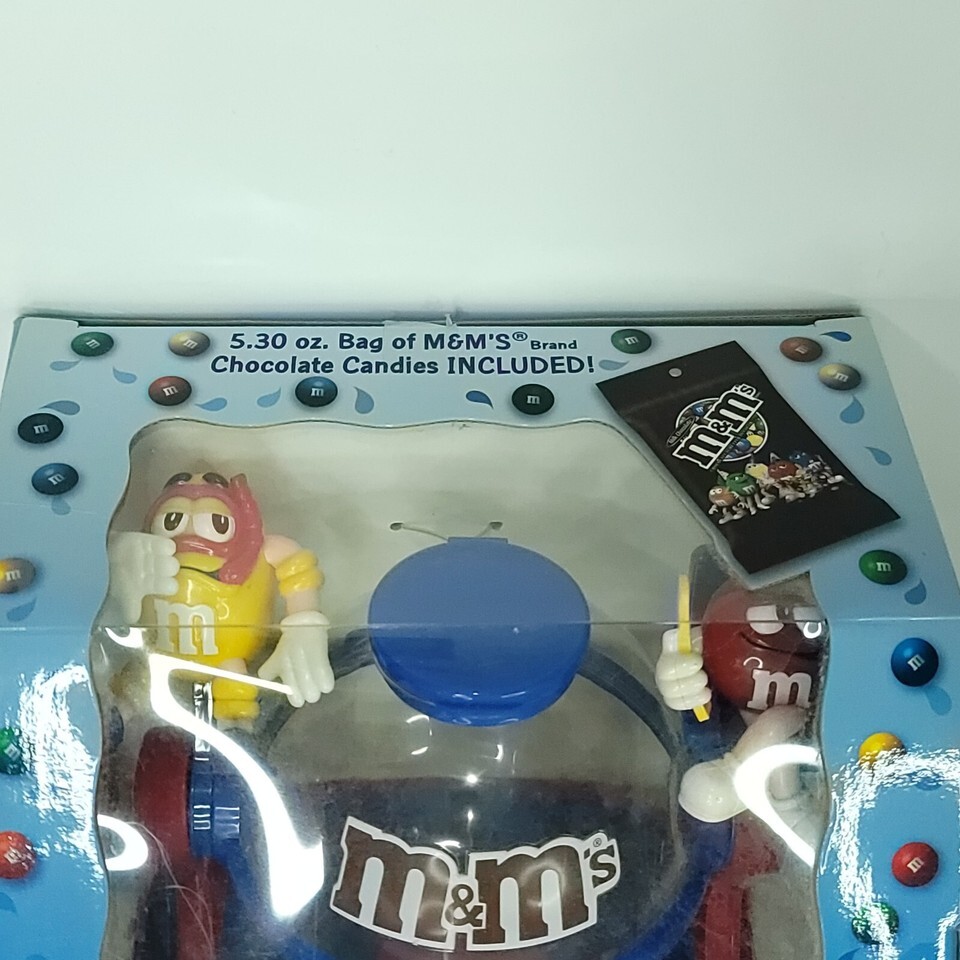 5.30 oz. Bag of M&M'S® Brand
Chocolate Candies INCLUDED!
m&m's
m
m
m&m's®